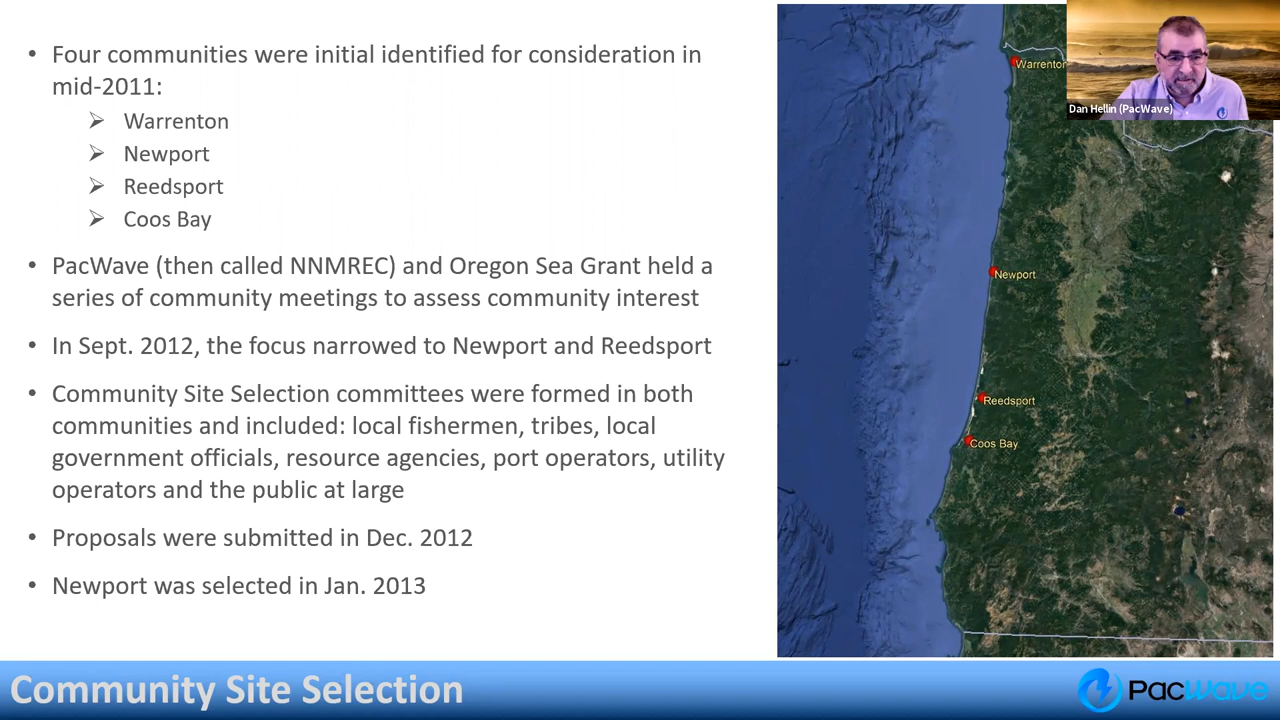 Four communities were initial identified for consideration in
mid-2011:
Warrenton
Newport
Reedsport
Coos Bay
PacWave (then called NNMREC) and Oregon Sea Grant held a
series of community meetings to assess community interest
In Sept. 2012, the focus narrowed to Newport and Reedsport
Community Site Selection committees were formed in both
communities and included: local fishermen, tribes, local
government officials, resource agencies, port operators, utility
operators and the public at large
Proposals were submitted in Dec. 2012
Newport was selected in Jan. 2013
Warrenton
Newport
Reedsport
Coos Bay
Dan Hellin (PacWave)
Community Site Selection
PacWave